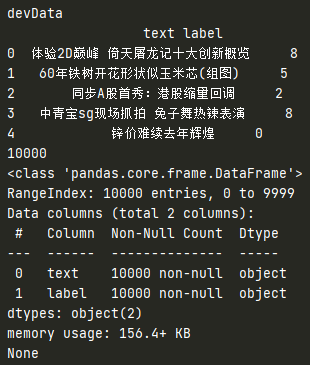 devData
text label
0 体验2D巅峰 倚天屠龙记十大创新概览 8
1 60年铁树开花形状似玉米芯(组图) 5
2 同步A股首秀：港股缩量回调 2
3 中青宝sg现场抓拍 兔子舞热辣表演 8
4 锌价难续去年辉煌 0
10000
<class 'pandas.core.frame.DataFrame'>
RangeIndex: 10000 entries, 0 to 9999
Data columns (total 2 columns):
# Column Non-Null Count Dtype
--- ------ -------------- -----
0 text 10000 non-null object
1 label 10000 non-null object
dtypes: object(2)
memory usage: 156.4+ KB
None